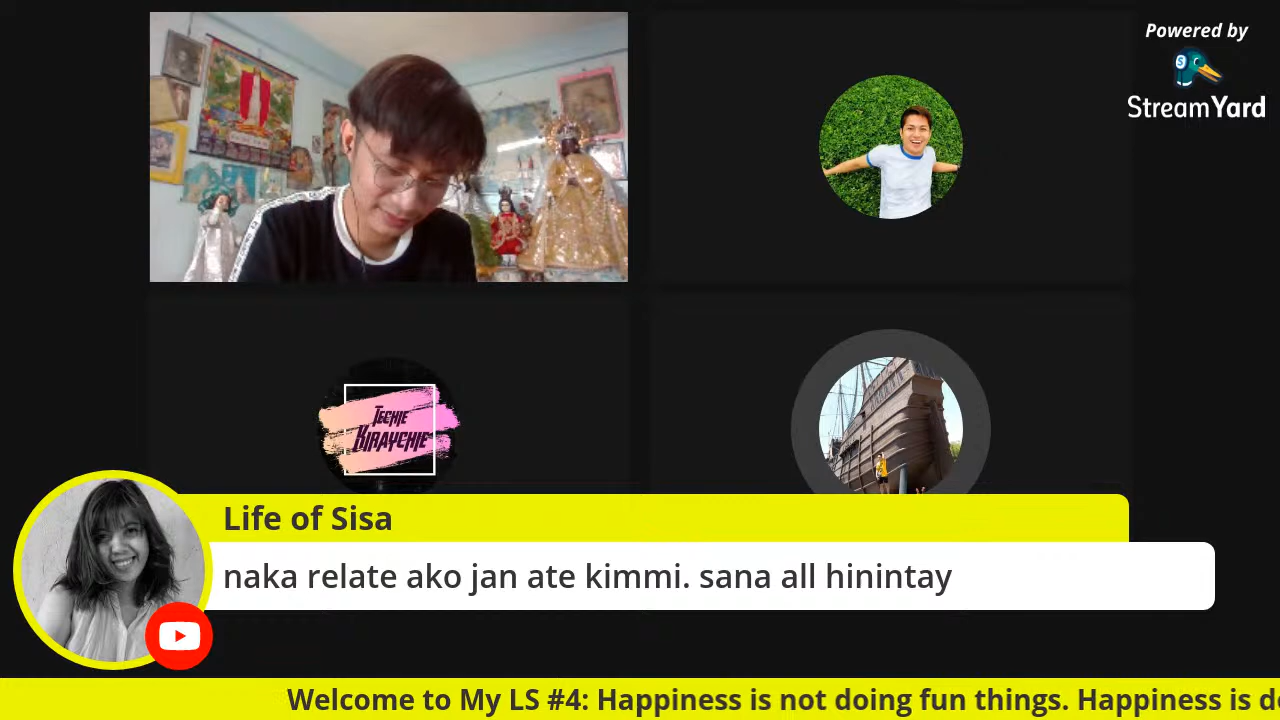 Powered by
StreamYard
TECHIE
KIRAYCHIE
Life of Sisa
naka relate ako jan ate kimmi. sana all hinintay
Welcome to My LS #4: Happiness is not doing fun things. Happiness is d